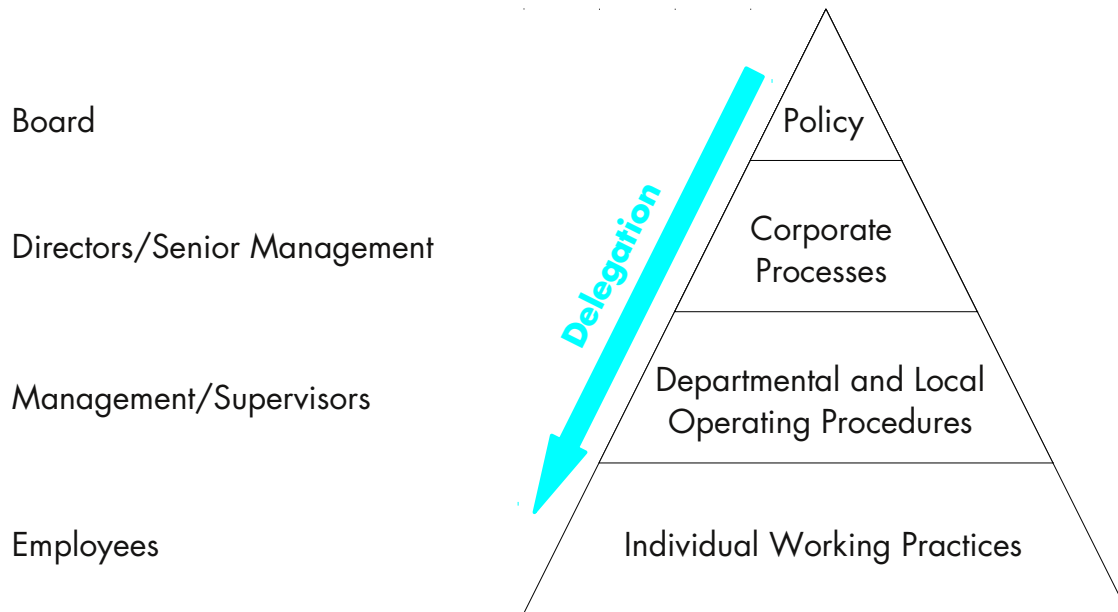 Board
Policy
Directors/Senior Management
Delegation
Corporate
Processes
Management/Supervisors
Departmental and Local
Operating Procedures
Employees
Individual Working Practices